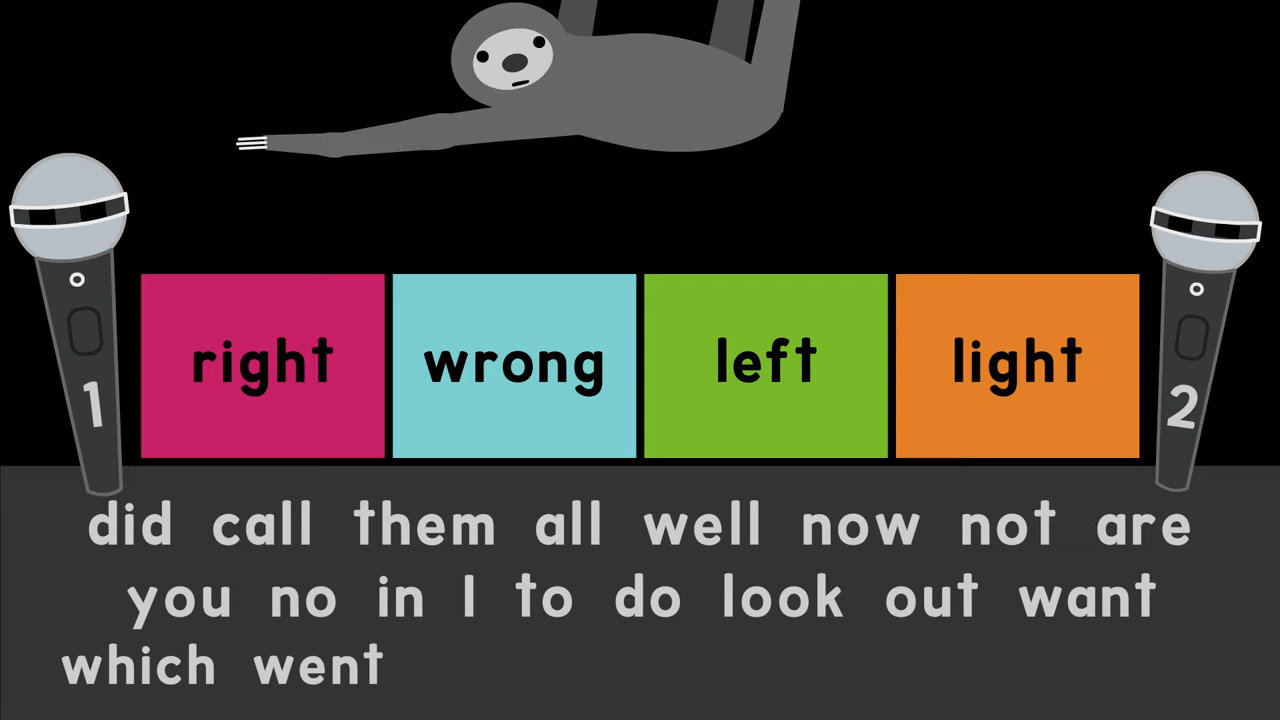 right wrong left light
1
2
did call them all well now not are
you no in I to do look out want
which went